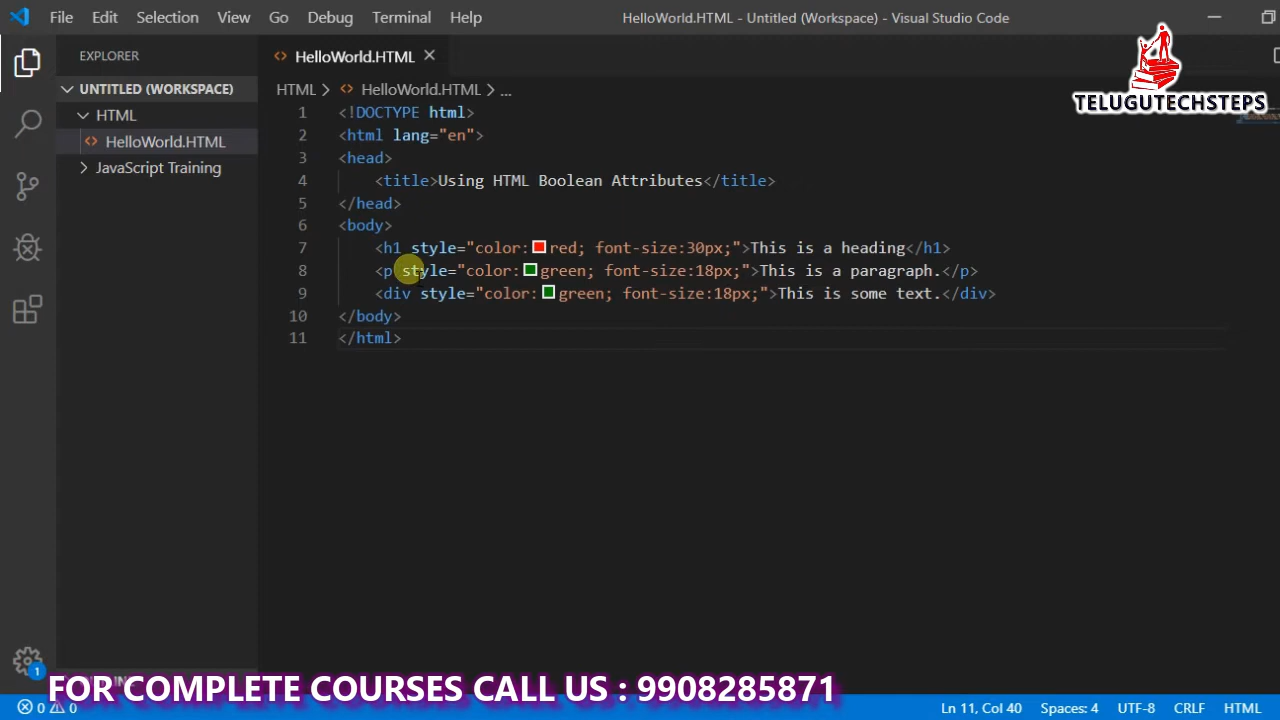 File Edit Selection View Go Debug Terminal Help
HelloWorld.HTML - Untitled (Workspace) - Visual Studio Code
EXPLORER
HelloWorld.HTML
TELUGUTECHSTEPS
UNTITLED (WORKSPACE)
HTML
HelloWorld.HTML
JavaScript Training
HTML > HelloWorld.HTML > ...
1 <!DOCTYPE html>
2 <html lang="en">
3 <head>
4 <title>Using HTML Boolean Attributes</title>
5 </head>
6 <body>
7 <h1 style="color:red; font-size:30px;">This is a heading</h1>
8 <p style="color:green; font-size:18px;">This is a paragraph.</p>
9 <div style="color:green; font-size:18px;">This is some text.</div>
10 </body>
11 </html>
1
FOR COMPLETE COURSES CALL US : 9908285871
0 0
Ln 11, Col 40 Spaces: 4 UTF-8 CRLF HTML